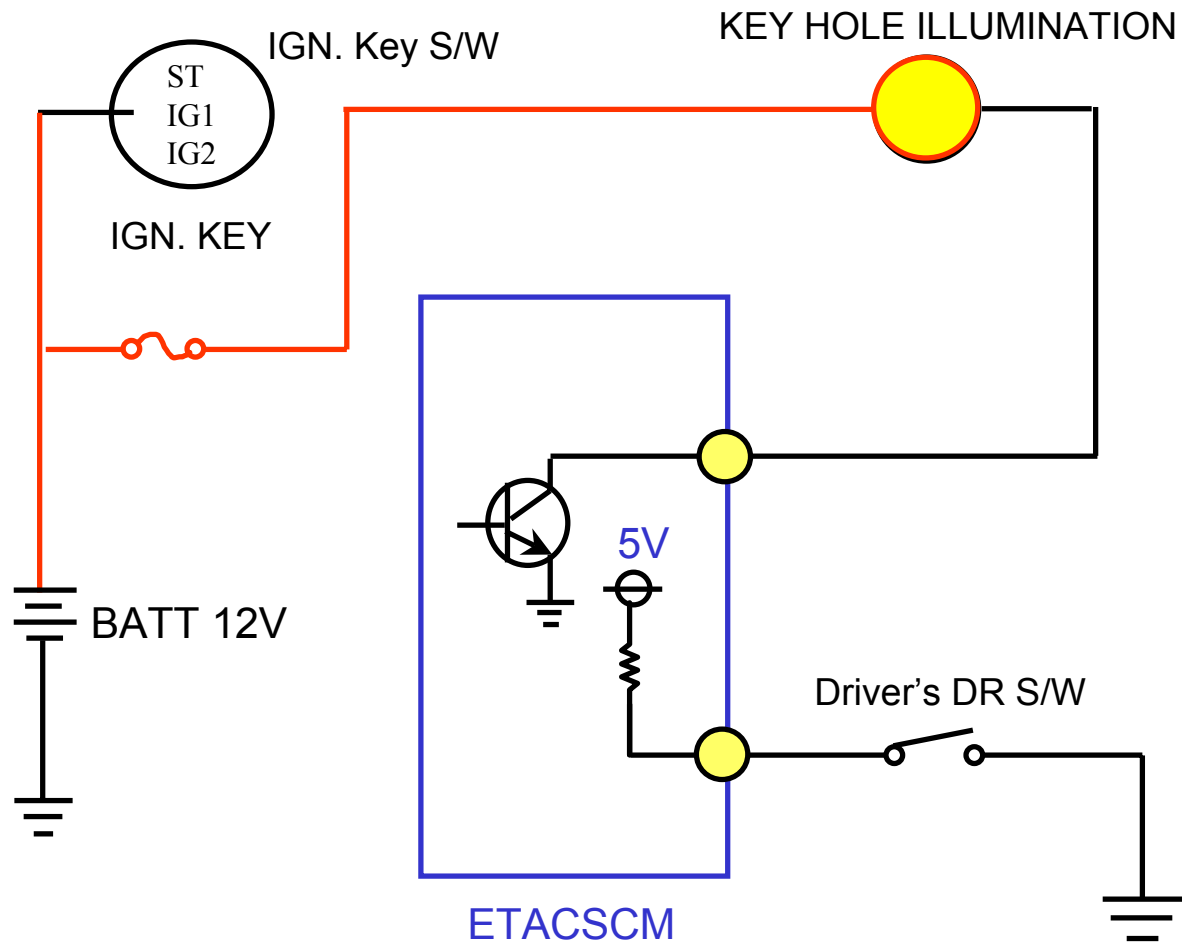 KEY HOLE ILLUMINATION
IGN. Key S/W
ST
IG1
IG2
IGN. KEY
5V
BATT 12V
Driver’s DR S/W
ETACSCM